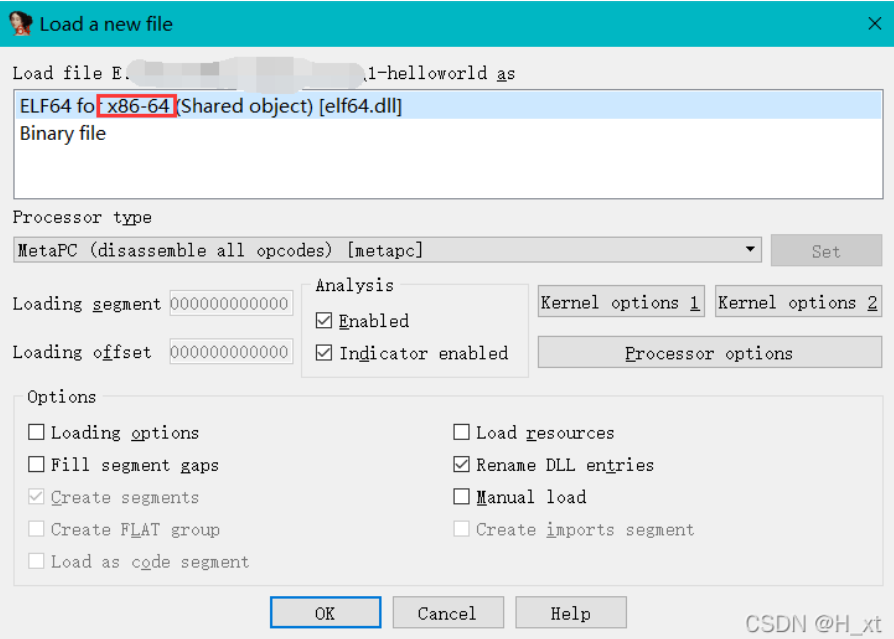 Load a new file
Load file E: \1-helloworld as
ELF64 for x86-64 (Shared object) [elf64.dll]
Binary file
Processor type
MetaPC (disassemble all opcodes) [metapc]
Set
Loading segment 000000000000
Loading offset 000000000000
Analysis
Enabled
Indicator enabled
Kernel options 1 Kernel options 2
Processor options
Options
Loading options
Fill segment gaps
Create segments
Create FLAT group
Load as code segment
Load resources
Rename DLL entries
Manual load
Create imports segment
OK Cancel Help
CSDN @H_xt